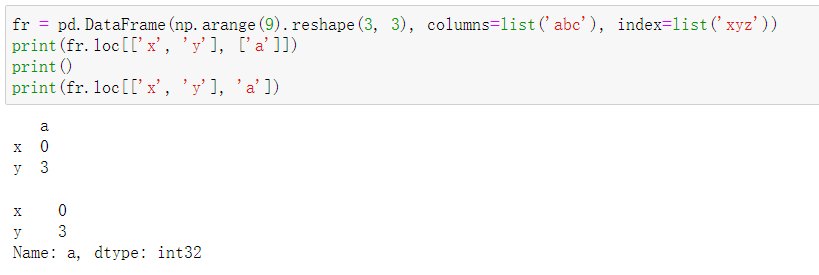 fr = pd.DataFrame(np.arange(9).reshape(3, 3), columns=list('abc'), index=list('xyz'))
print(fr.loc[['x', 'y'], ['a']])
print()
print(fr.loc[['x', 'y'], 'a'])
   a
x  0
y  3
x    0
y    3
Name: a, dtype: int32